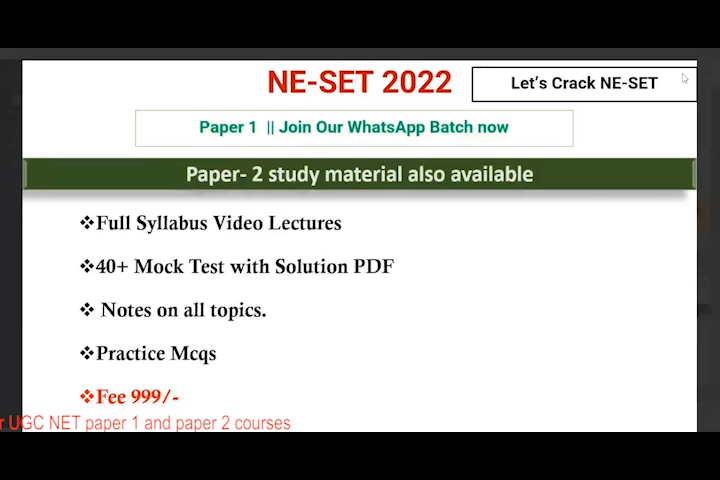 NE-SET 2022
Let's Crack NE-SET
Paper 1 || Join Our WhatsApp Batch now
Paper- 2 study material also available
❖Full Syllabus Video Lectures
❖40+ Mock Test with Solution PDF
❖ Notes on all topics.
❖Practice Mcqs
❖Fee 999/-
UGC NET paper 1 and paper 2 courses